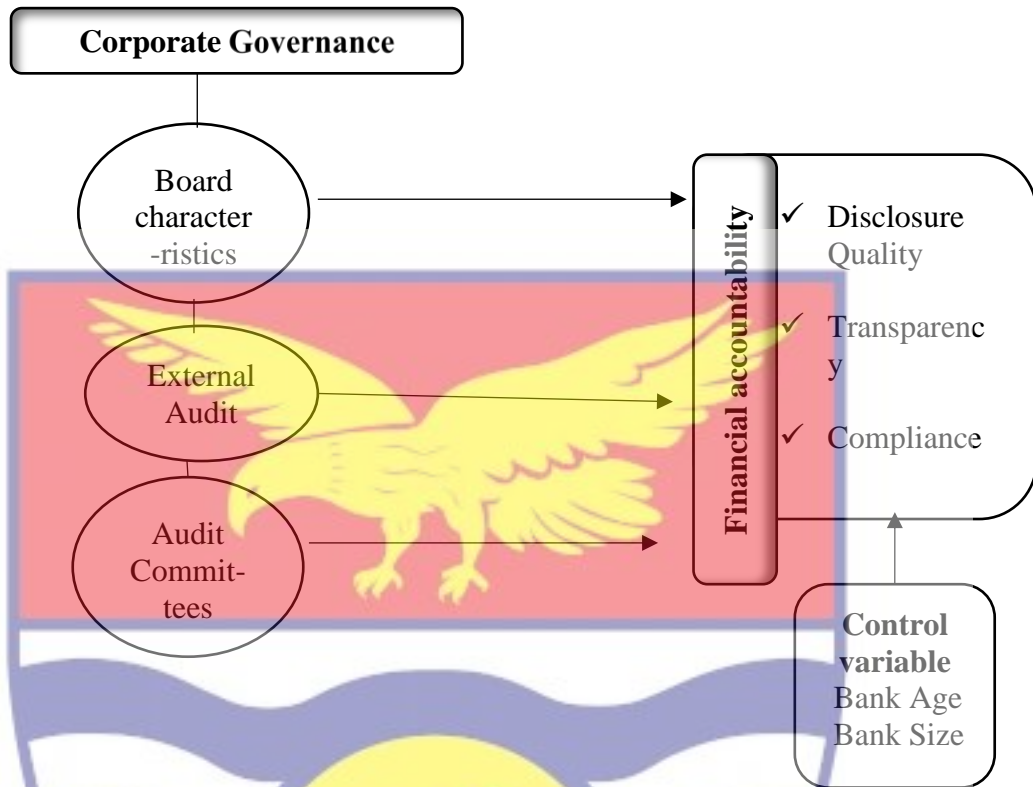 Corporate Governance
Board
character
-ristics
External
Audit
Audit
Commit-
tees
Financial accountability
✓ Disclosure
Quality
✓ Transparenc
y
✓ Compliance
Control
variable
Bank Age
Bank Size